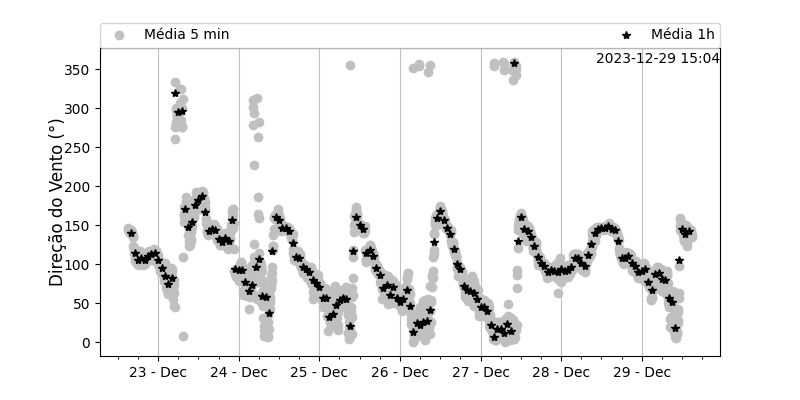 Média 5 min
Média 1h
2023-12-29 15:04
Direção do Vento (°)
350
300
250
200
150
100
50
0
23 - Dec
24 - Dec
25 - Dec
26 - Dec
27 - Dec
28 - Dec
29 - Dec